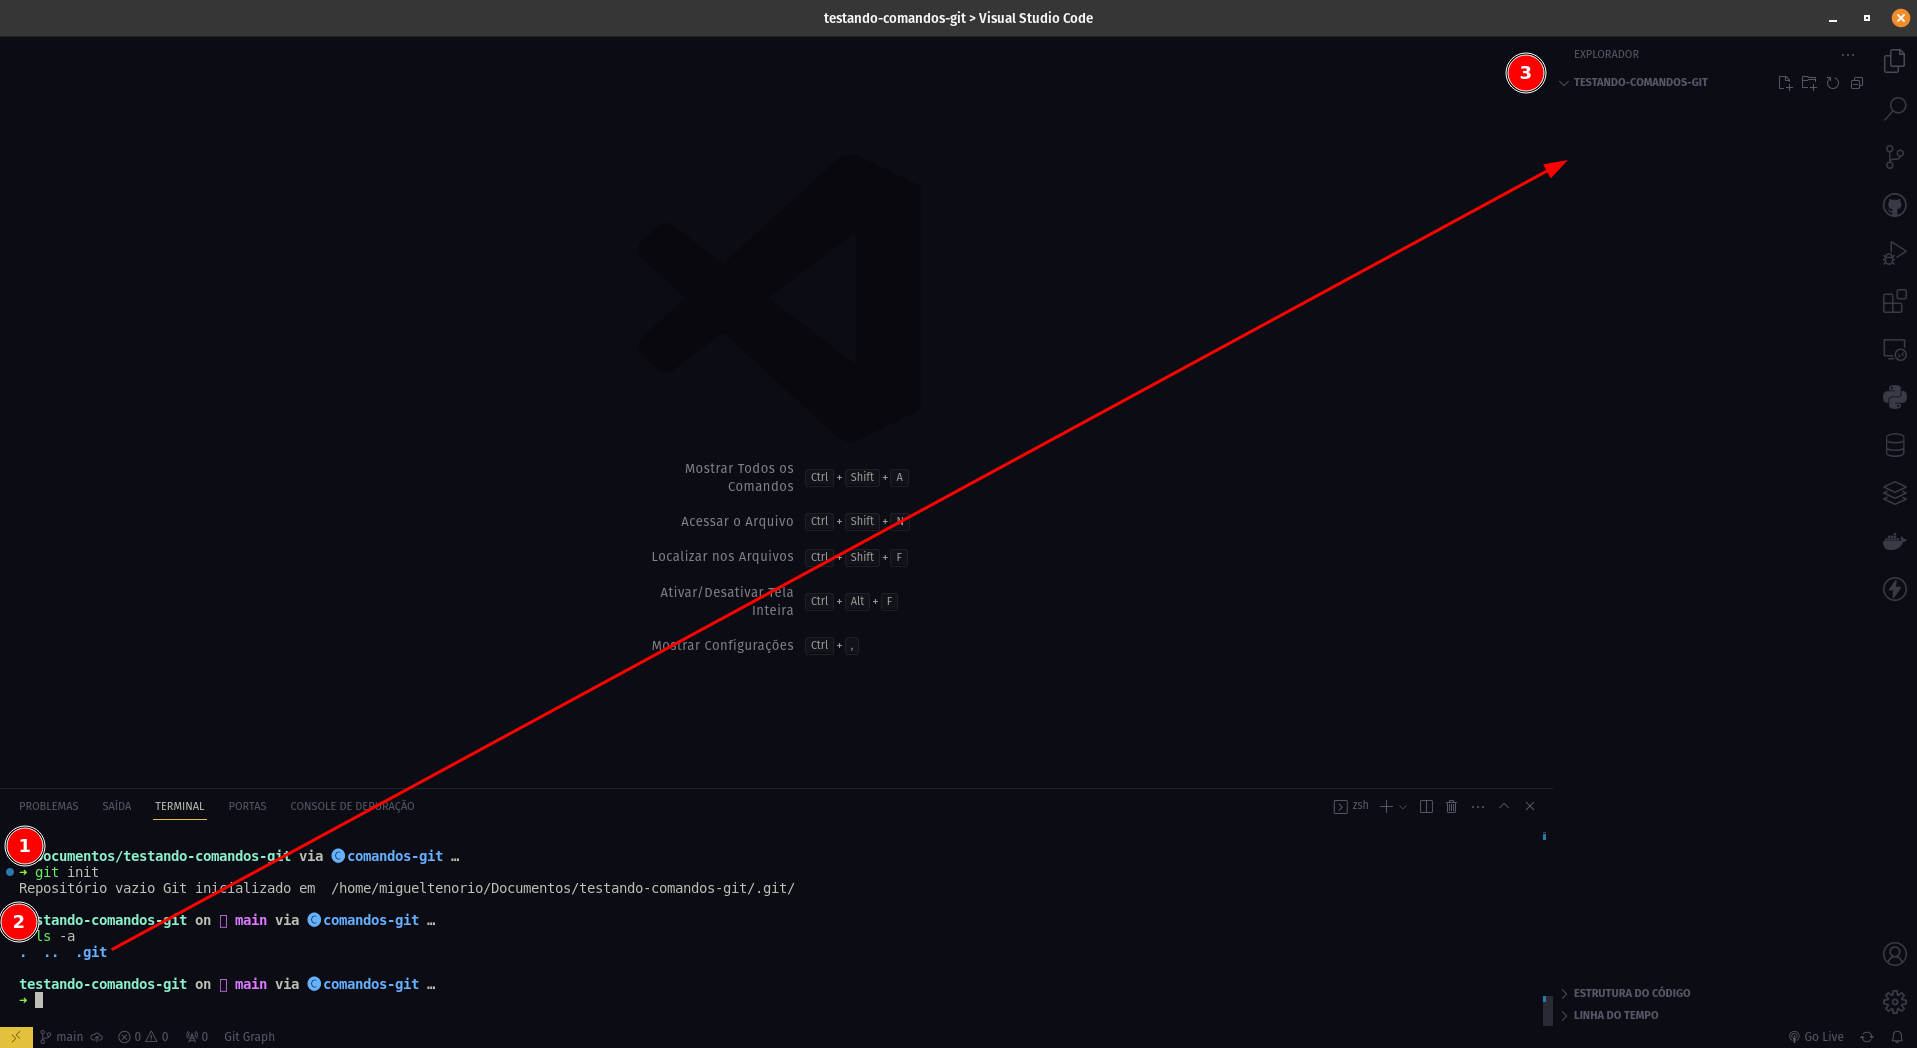 testando-comandos-git > Visual Studio Code
EXPLORADOR
3
TESTANDO-COMANDOS-GIT
Mostrar Todos os
Comandos
Ctrl + Shift + A
Acessar o Arquivo
Ctrl + Shift + N
Localizar nos Arquivos
Ctrl + Shift + F
Ativar/Desativar Tela
Inteira
Ctrl + Alt + F
Mostrar Configurações
Ctrl + ,
PROBLEMAS SAÍDA TERMINAL PORTAS CONSOLE DE DEPURAÇÃO
zsh
1
ocumentos/testando-comandos-git via C comandos-git …
➜ git init
Repositório vazio Git inicializado em  /home/migueltenorio/Documentos/testando-comandos-git/.git/
2
stando-comandos-git on main via C comandos-git …
ls -a
.  ..  .git
testando-comandos-git on main via C comandos-git …
➜
ESTRUTURA DO CÓDIGO
LINHA DO TEMPO
main 0 0 0 Git Graph
Go Live